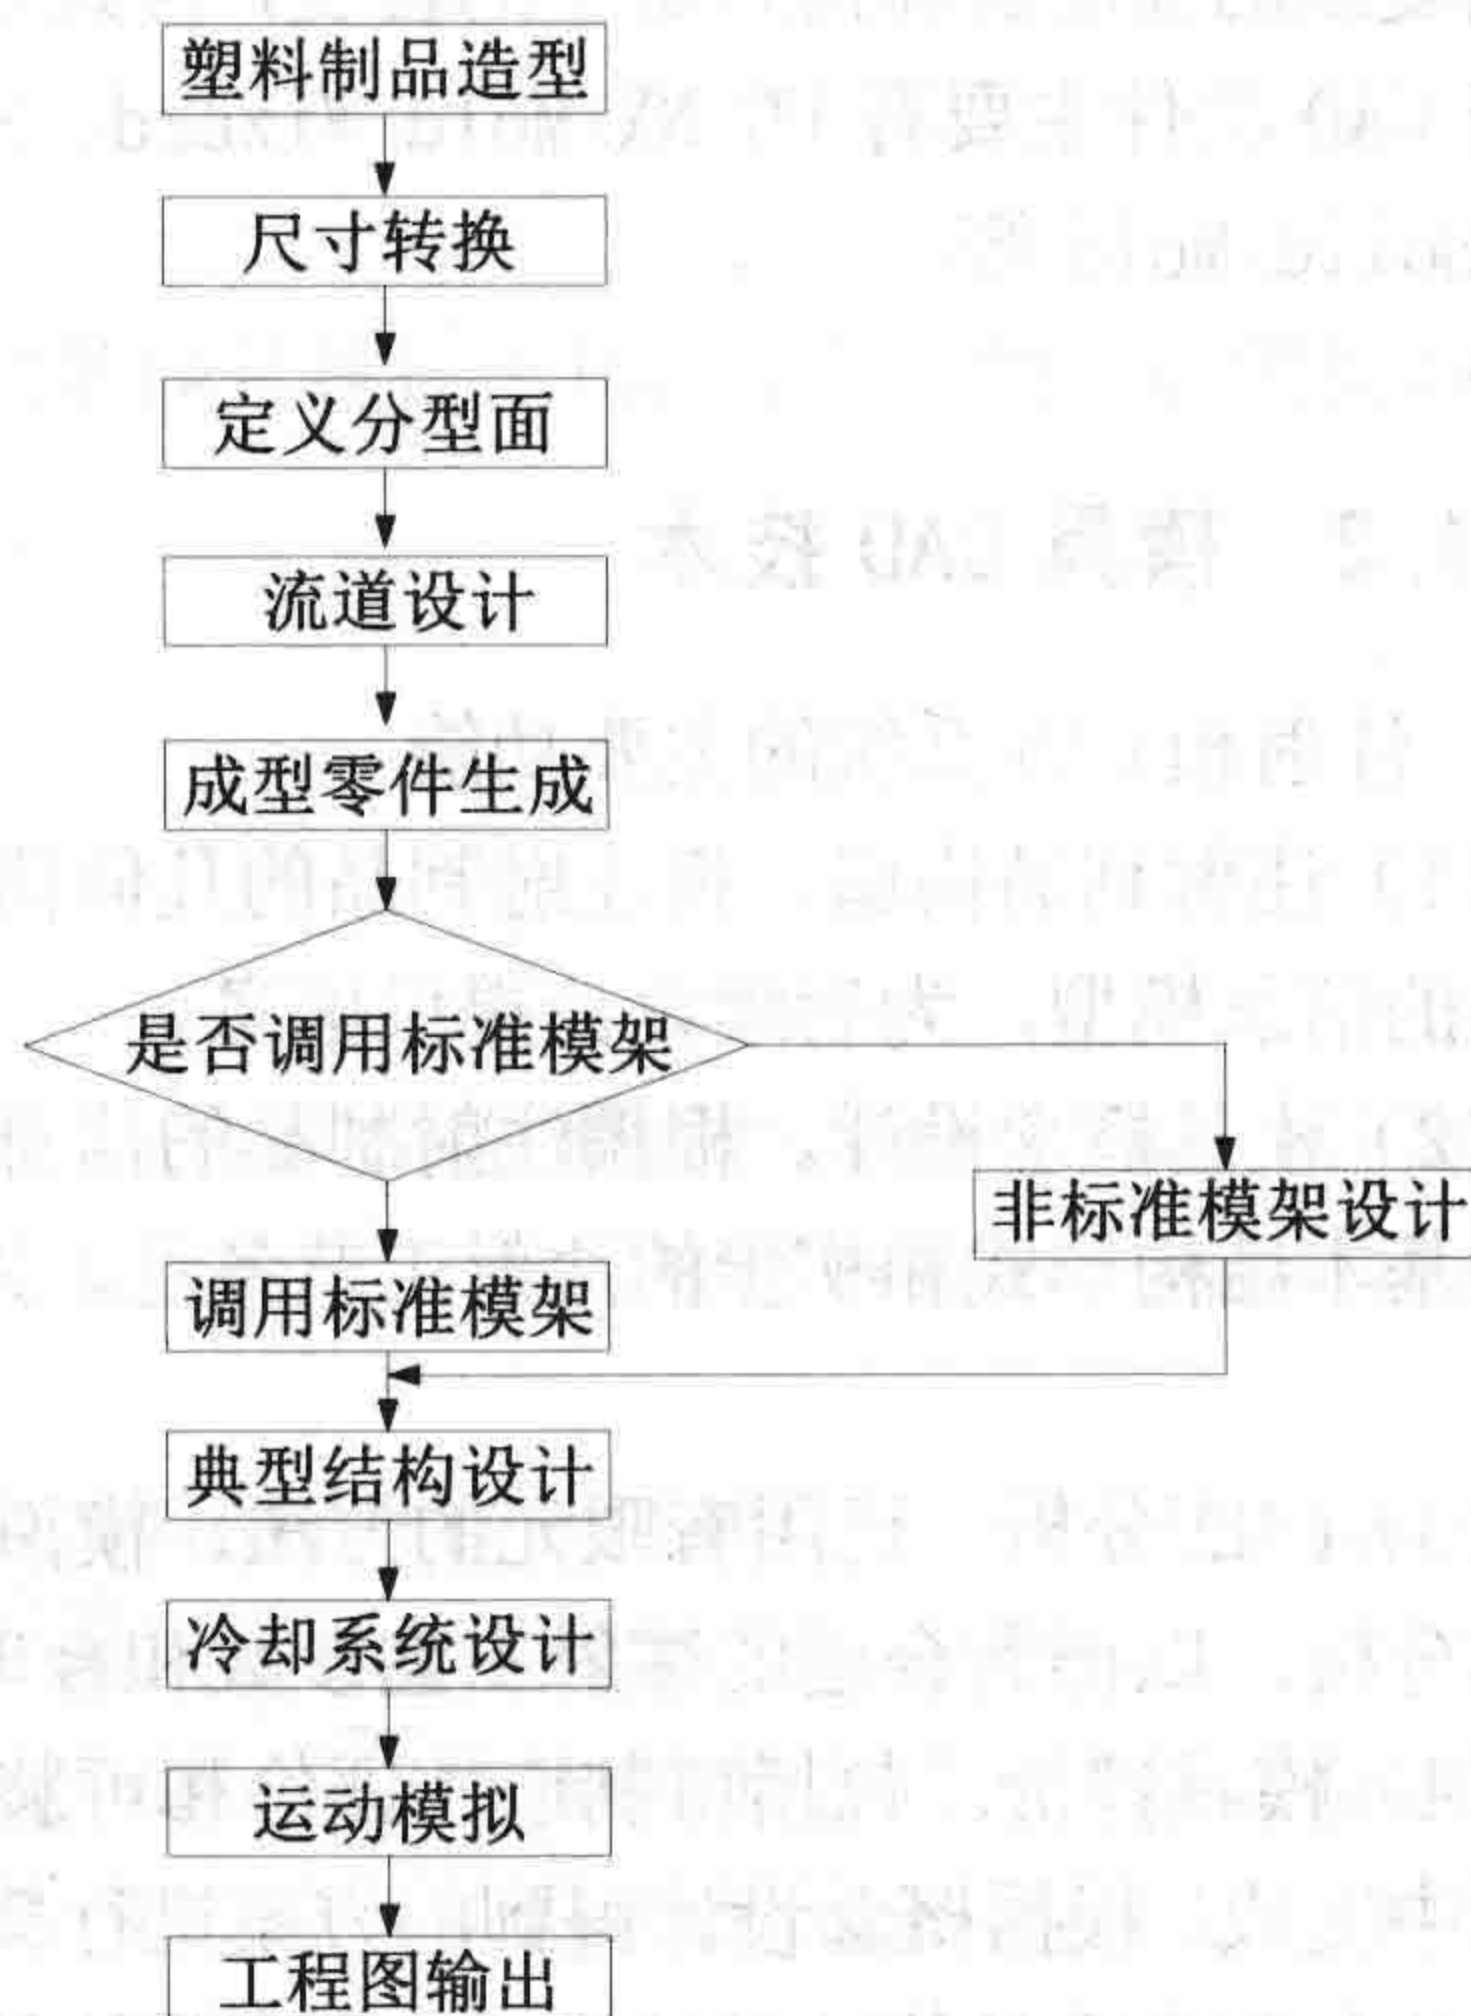 塑料制品造型
尺寸转换
定义分型面
流道设计
成型零件生成
是否调用标准模架
非标准模架设计
调用标准模架
典型结构设计
冷却系统设计
运动模拟
工程图输出